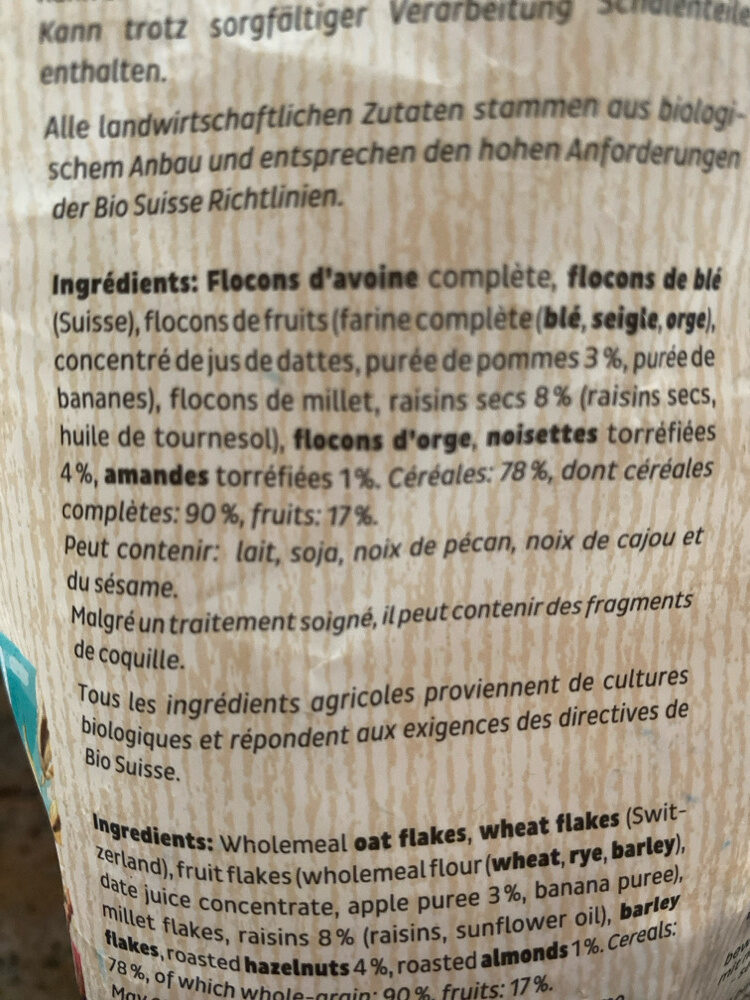 Kann trotz sorgfältiger Verarbeitung Schalenteile
enthalten.
Alle landwirtschaftlichen Zutaten stammen aus biologi-
schem Anbau und entsprechen den hohen Anforderungen
der Bio Suisse Richtlinien.
Ingrédients: Flocons d'avoine complète, flocons de blé
(Suisse), flocons de fruits (farine complète (blé, seigle, orge),
concentré de jus de dattes, purée de pommes 3 %, purée de
bananes), flocons de millet, raisins secs 8 % (raisins secs,
huile de tournesol), flocons d'orge, noisettes torréfiées
4 %, amandes torréfiées 1 %. Céréales: 78 %, dont céréales
complètes: 90 %, fruits: 17 %.
Peut contenir: lait, soja, noix de pécan, noix de cajou et
du sésame.
Malgré un traitement soigné, il peut contenir des fragments
de coquille.
Tous les ingrédients agricoles proviennent de cultures
biologiques et répondent aux exigences des directives de
Bio Suisse.
Ingredients: Wholemeal oat flakes, wheat flakes (Swit-
zerland), fruit flakes (wholemeal flour (wheat, rye, barley),
date juice concentrate, apple puree 3 %, banana puree),
millet flakes, raisins 8 % (raisins, sunflower oil), barley
flakes, roasted hazelnuts 4 %, roasted almonds 1 %. Cereals:
78 %, of which whole-grain: 90 %, fruits: 17 %.
May